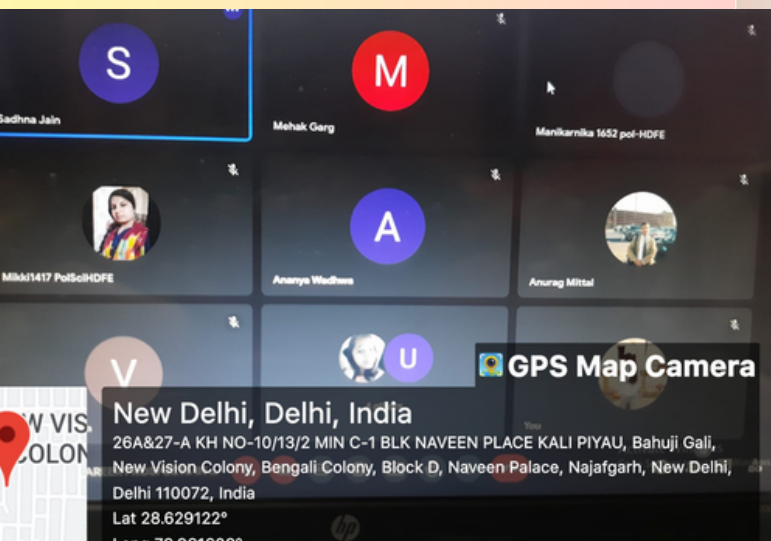 S
Sadhna Jain
M
Mehak Garg
Manikarnika 1652 pol-HDFE
Mikki1417 PolSciHDFE
A
Ananya Wadhwa
Anurag Mittal
V
U
You
GPS Map Camera
W VIS
COLON
New Delhi, Delhi, India
26A&27-A KH NO-10/13/2 MIN C-1 BLK NAVEEN PLACE KALI PIYAU, Bahuji Gali,
New Vision Colony, Bengali Colony, Block D, Naveen Palace, Najafgarh, New Delhi,
Delhi 110072, India
Lat 28.629122°
hp